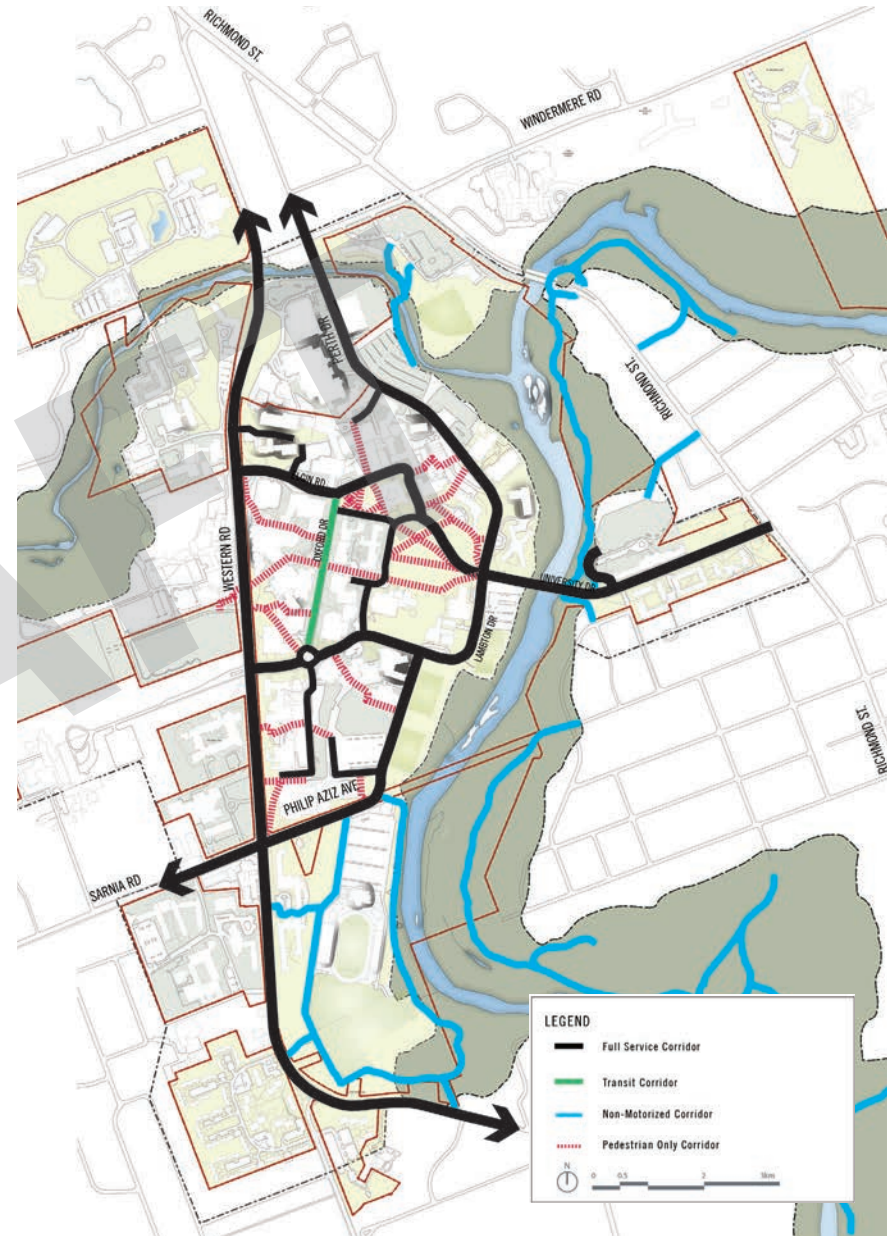 RICHMOND ST.
WINDERMERE RD
PERTH DR
RICHMOND ST.
ELGIN RD
OXFORD DR
WESTERN RD
UNIVERSITY DR
LAMBTON DR
RICHMOND ST.
PHILIP AZIZ AVE
SARNIA RD
LEGEND
Full Service Corridor
Transit Corridor
Non-Motorized Corridor
Pedestrian Only Corridor
N
0 0.5 2 5km